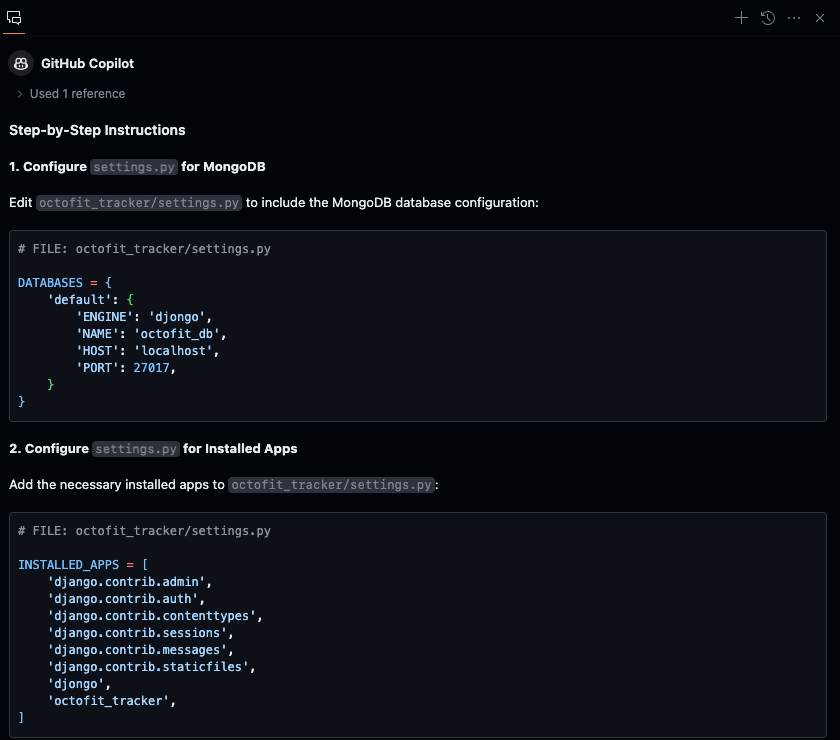 GitHub Copilot
Used 1 reference
Step-by-Step Instructions
1. Configure settings.py for MongoDB
Edit octofit_tracker/settings.py to include the MongoDB database configuration:
# FILE: octofit_tracker/settings.py
DATABASES = {
    'default': {
        'ENGINE': 'djongo',
        'NAME': 'octofit_db',
        'HOST': 'localhost',
        'PORT': 27017,
    }
}
2. Configure settings.py for Installed Apps
Add the necessary installed apps to octofit_tracker/settings.py:
# FILE: octofit_tracker/settings.py
INSTALLED_APPS = [
    'django.contrib.admin',
    'django.contrib.auth',
    'django.contrib.contenttypes',
    'django.contrib.sessions',
    'django.contrib.messages',
    'django.contrib.staticfiles',
    'djongo',
    'octofit_tracker',
]